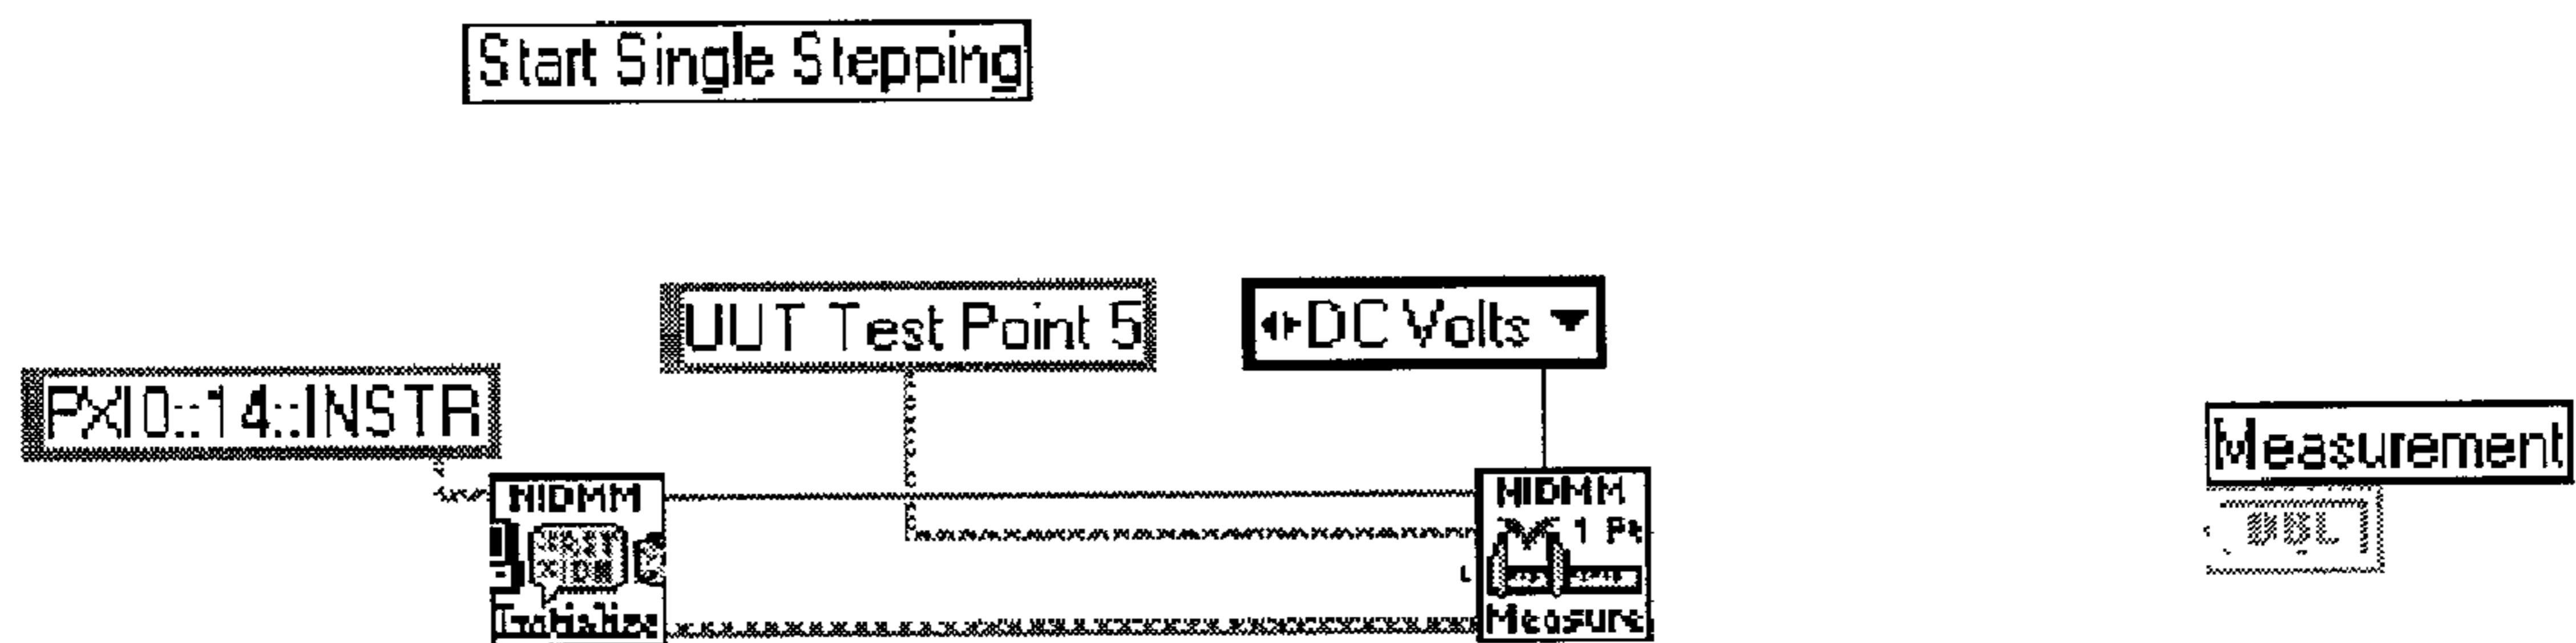 Start Single Stepping
UUT Test Point 5
DC Volts
PXI0::14::INSTR
Measurement
NIDMM
NIDMM
1 Pt
DBL
Initialize
Measure